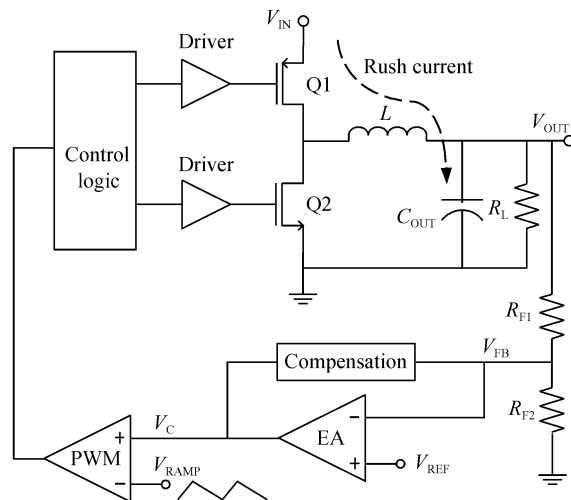 V_IN
Driver
Q1
Rush current
L
V_OUT
Control
logic
Driver
Q2
C_OUT
R_L
R_F1
Compensation
V_FB
R_F2
V_C
EA
PWM
V_RAMP
V_REF
+
−
−
+